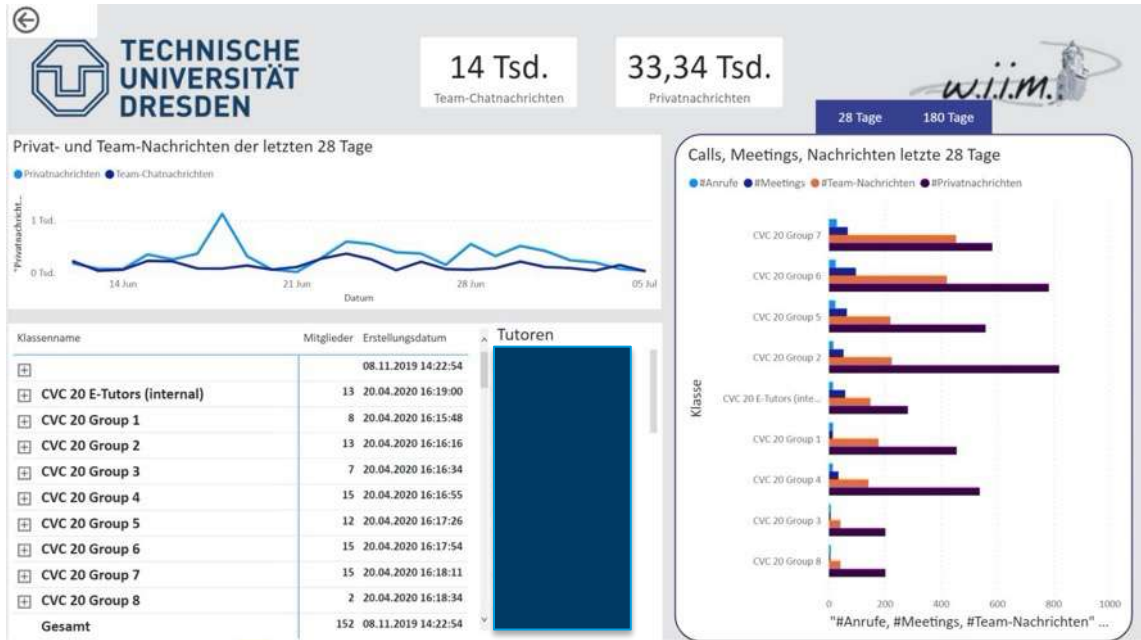 TECHNISCHE
UNIVERSITÄT
DRESDEN
14 Tsd.
Team-Chatnachrichten
33,34 Tsd.
Privatnachrichten
w.i.i.m.
28 Tage 180 Tage
Privat- und Team-Nachrichten der letzten 28 Tage
Privatnachrichten Team-Chatnachrichten
"Privatnachricht...
1 Tsd.
0 Tsd.
14 Jun 21 Jun 28 Jun 05 Jul
Datum
Klassenname Mitglieder Erstellungsdatum
08.11.2019 14:22:54
CVC 20 E-Tutors (internal) 13 20.04.2020 16:19:00
CVC 20 Group 1 8 20.04.2020 16:15:48
CVC 20 Group 2 13 20.04.2020 16:16:16
CVC 20 Group 3 7 20.04.2020 16:16:34
CVC 20 Group 4 15 20.04.2020 16:16:55
CVC 20 Group 5 12 20.04.2020 16:17:26
CVC 20 Group 6 15 20.04.2020 16:17:54
CVC 20 Group 7 15 20.04.2020 16:18:11
CVC 20 Group 8 2 20.04.2020 16:18:34
Gesamt 152 08.11.2019 14:22:54
Tutoren
Calls, Meetings, Nachrichten letzte 28 Tage
#Anrufe #Meetings #Team-Nachrichten #Privatnachrichten
Klasse
CVC 20 Group 7
CVC 20 Group 6
CVC 20 Group 5
CVC 20 Group 2
CVC 20 E-Tutors (inte...
CVC 20 Group 1
CVC 20 Group 4
CVC 20 Group 3
CVC 20 Group 8
0 200 400 600 800 1000
"#Anrufe, #Meetings, #Team-Nachrichten" ...